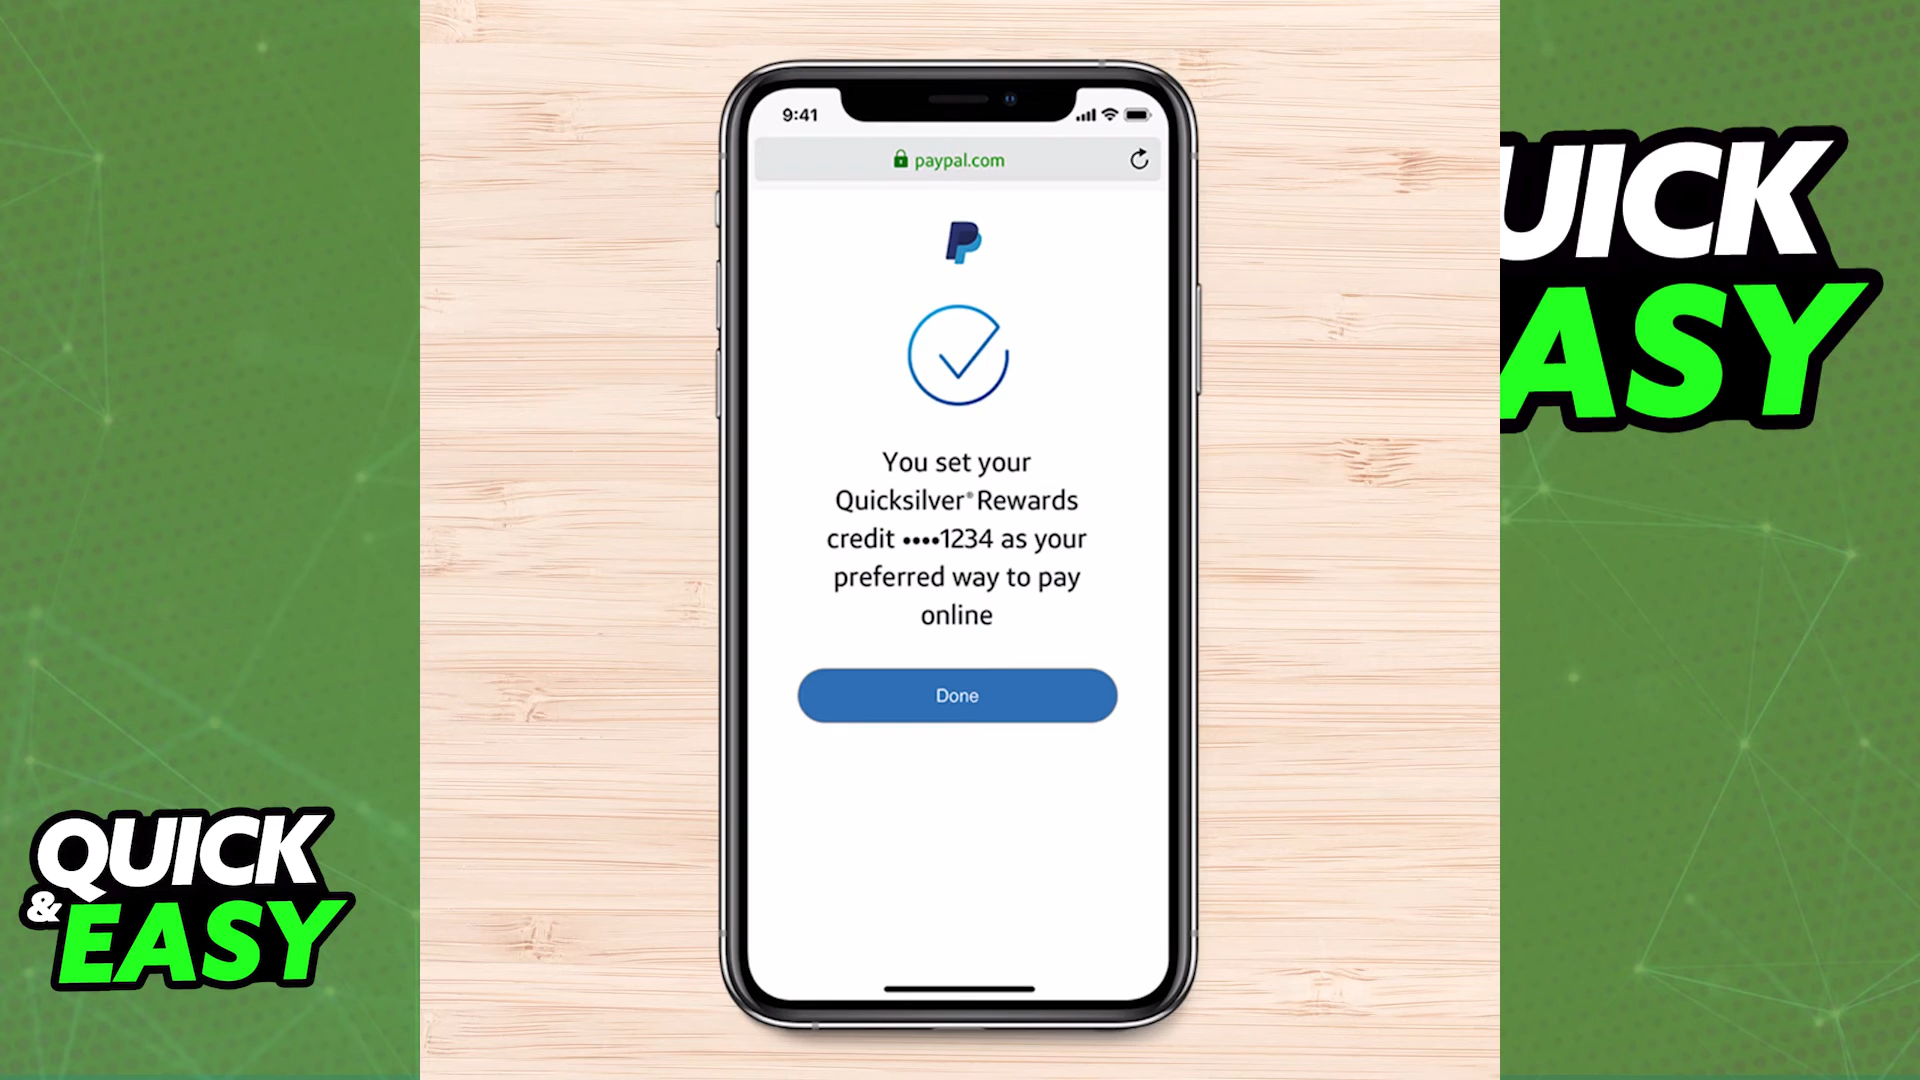 9:41
paypal.com
You set your
Quicksilver® Rewards
credit ••••1234 as your
preferred way to pay
online
Done
QUICK
& EASY
UICK
ASY